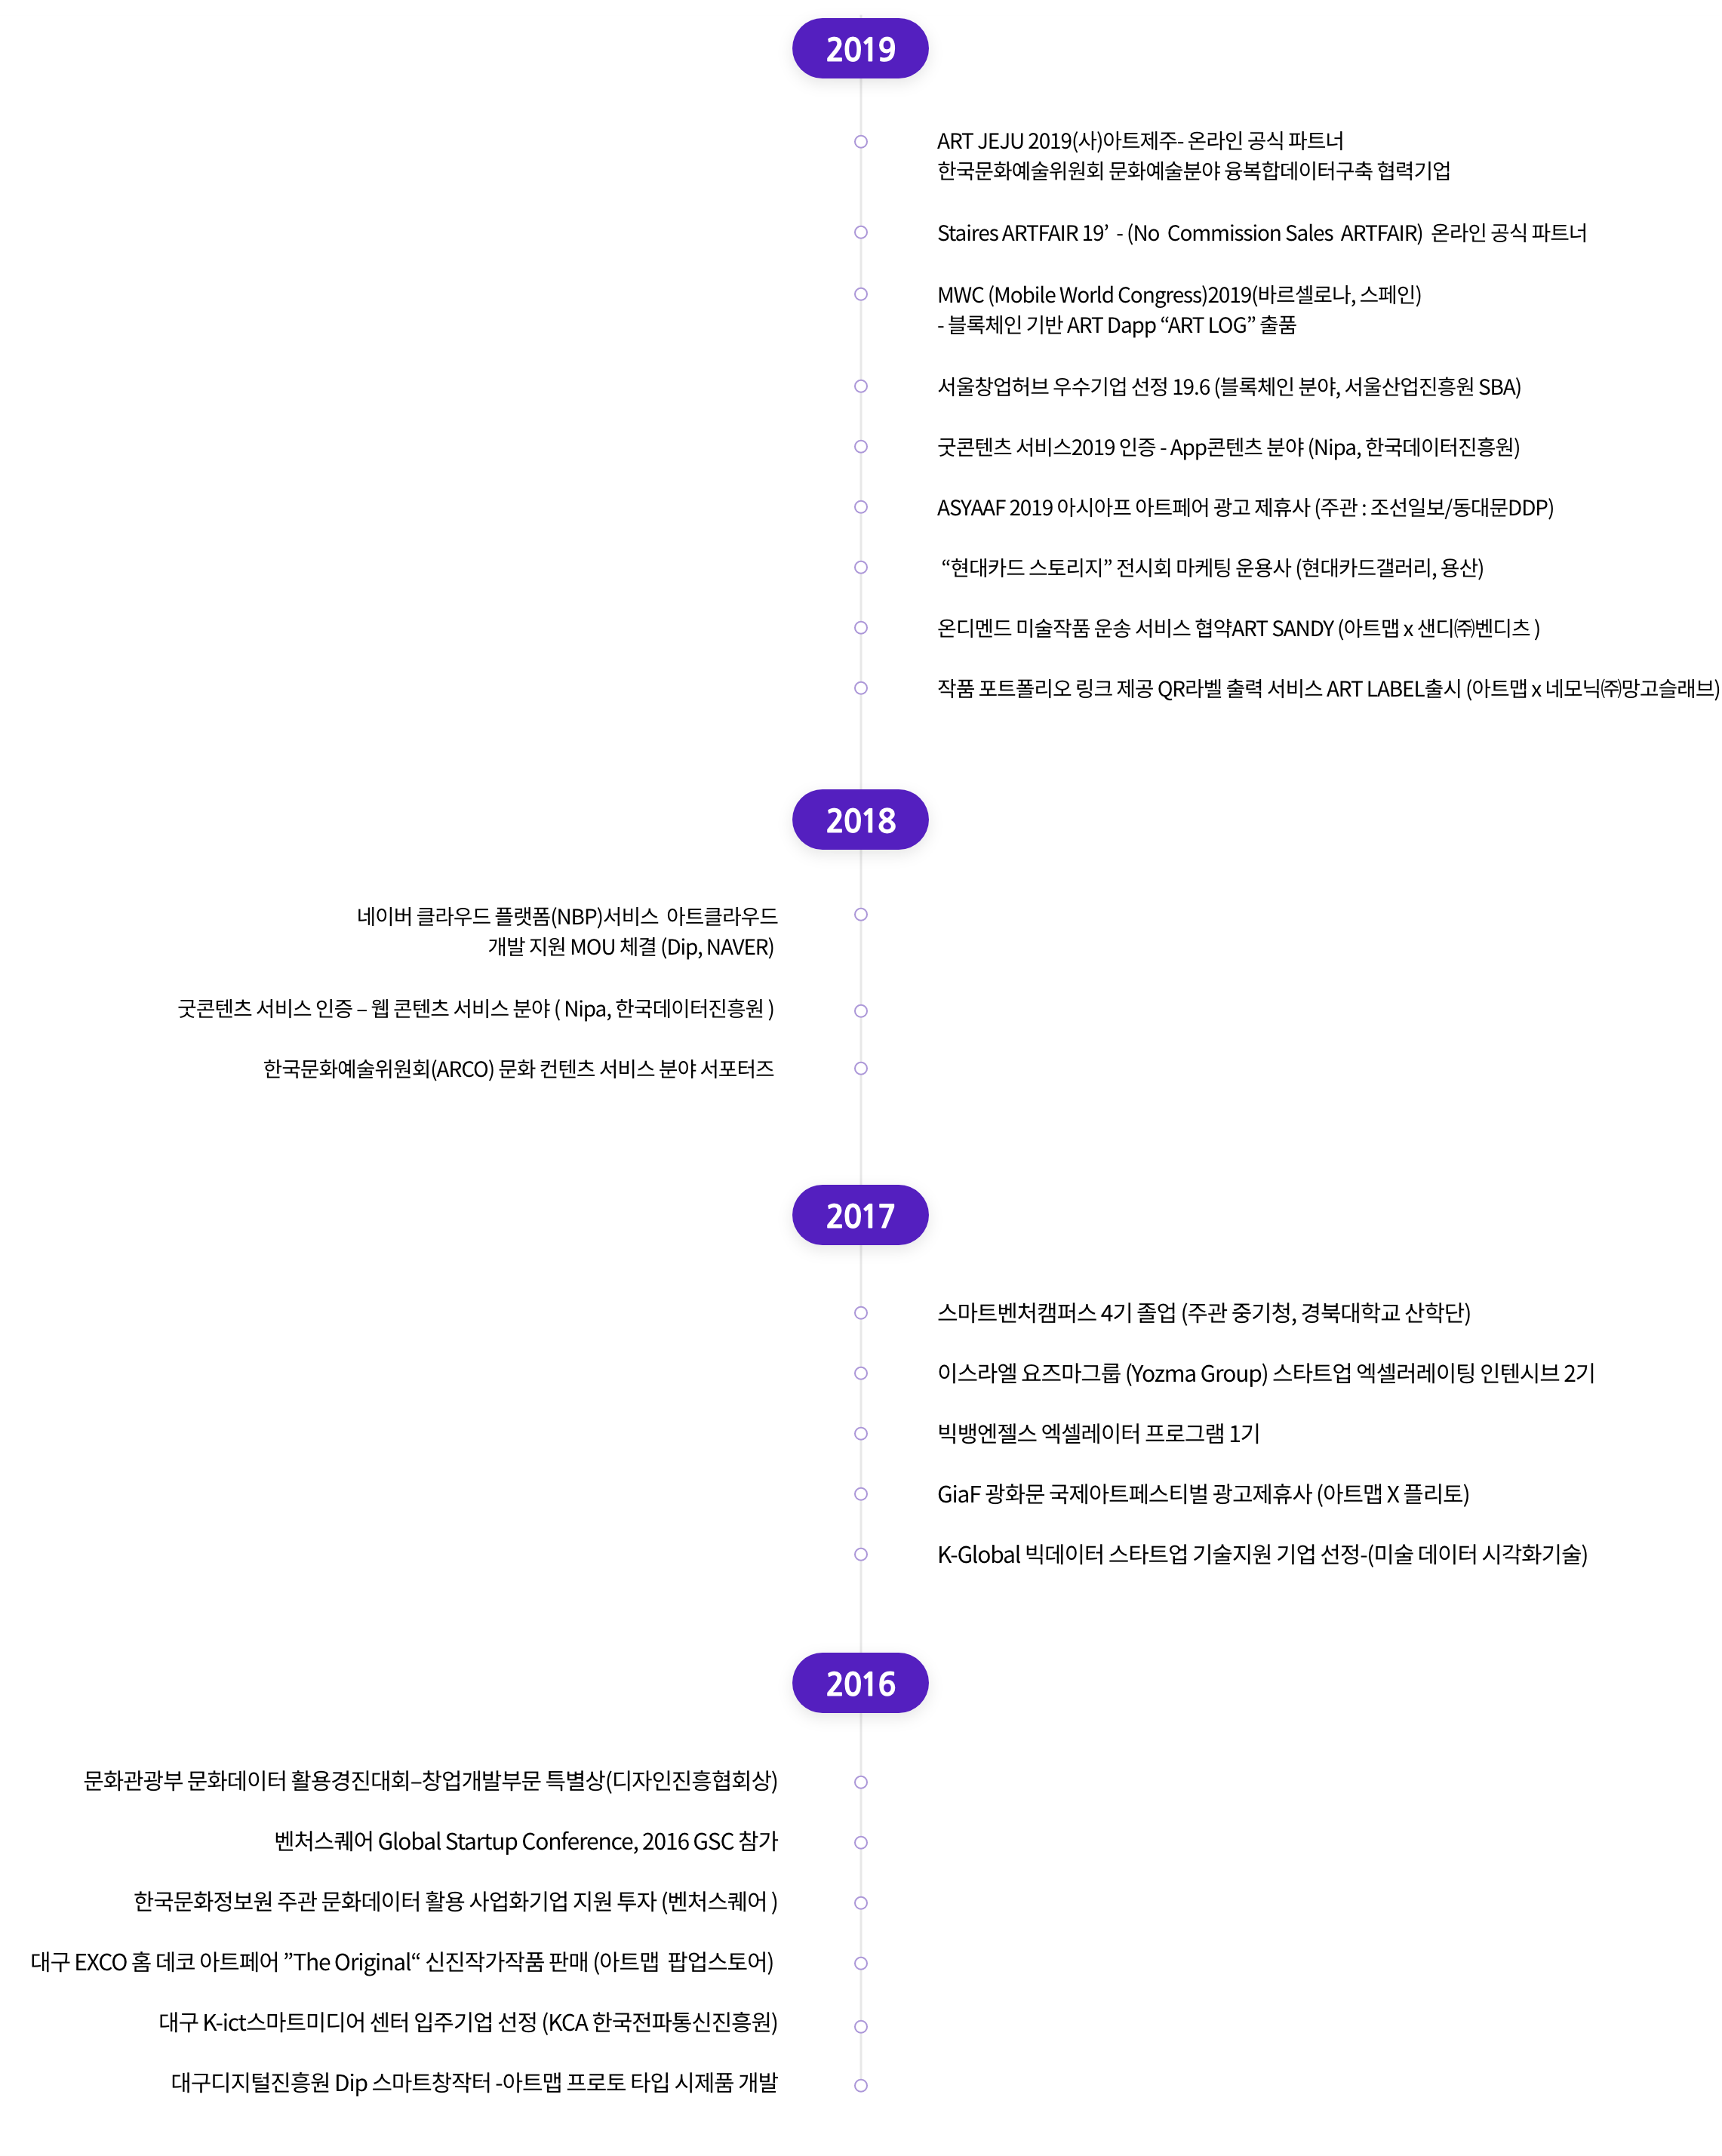 2019
ART JEJU 2019(사)아트제주- 온라인 공식 파트너
한국문화예술위원회 문화예술분야 융복합데이터구축 협력기업
Staires ARTFAIR 19’ - (No Commission Sales ARTFAIR) 온라인 공식 파트너
MWC (Mobile World Congress)2019(바르셀로나, 스페인)
- 블록체인 기반 ART Dapp “ART LOG” 출품
서울창업허브 우수기업 선정 19.6 (블록체인 분야, 서울산업진흥원 SBA)
굿콘텐츠 서비스2019 인증 - App콘텐츠 분야 (Nipa, 한국데이터진흥원)
ASYAAF 2019 아시아프 아트페어 광고 제휴사 (주관 : 조선일보/동대문DDP)
“현대카드 스토리지” 전시회 마케팅 운용사 (현대카드갤러리, 용산)
온디멘드 미술작품 운송 서비스 협약ART SANDY (아트맵 x 샌디㈜벤디츠 )
작품 포트폴리오 링크 제공 QR라벨 출력 서비스 ART LABEL출시 (아트맵 x 네모닉㈜망고슬래브)
2018
네이버 클라우드 플랫폼(NBP)서비스 아트클라우드
개발 지원 MOU 체결 (Dip, NAVER)
굿콘텐츠 서비스 인증 – 웹 콘텐츠 서비스 분야 ( Nipa, 한국데이터진흥원 )
한국문화예술위원회(ARCO) 문화 컨텐츠 서비스 분야 서포터즈
2017
스마트벤처캠퍼스 4기 졸업 (주관 중기청, 경북대학교 산학단)
이스라엘 요즈마그룹 (Yozma Group) 스타트업 엑셀러레이팅 인텐시브 2기
빅뱅엔젤스 엑셀레이터 프로그램 1기
GiaF 광화문 국제아트페스티벌 광고제휴사 (아트맵 X 플리토)
K-Global 빅데이터 스타트업 기술지원 기업 선정-(미술 데이터 시각화기술)
2016
문화관광부 문화데이터 활용경진대회–창업개발부문 특별상(디자인진흥협회상)
벤처스퀘어 Global Startup Conference, 2016 GSC 참가
한국문화정보원 주관 문화데이터 활용 사업화기업 지원 투자 (벤처스퀘어 )
대구 EXCO 홈 데코 아트페어 ”The Original“ 신진작가작품 판매 (아트맵 팝업스토어)
대구 K-ict스마트미디어 센터 입주기업 선정 (KCA 한국전파통신진흥원)
대구디지털진흥원 Dip 스마트창작터 -아트맵 프로토 타입 시제품 개발